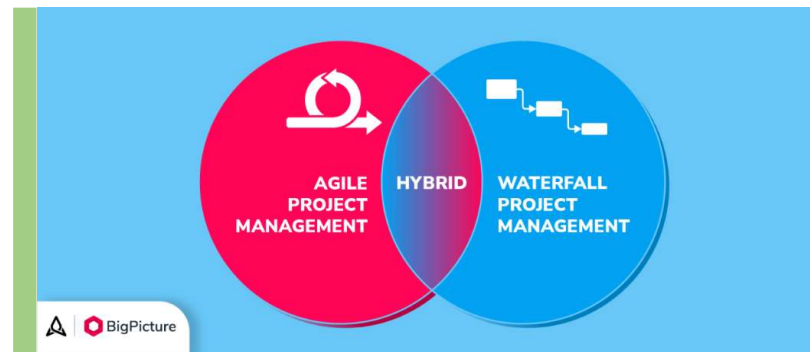 AGILE
PROJECT
MANAGEMENT
HYBRID
WATERFALL
PROJECT
MANAGEMENT
BigPicture